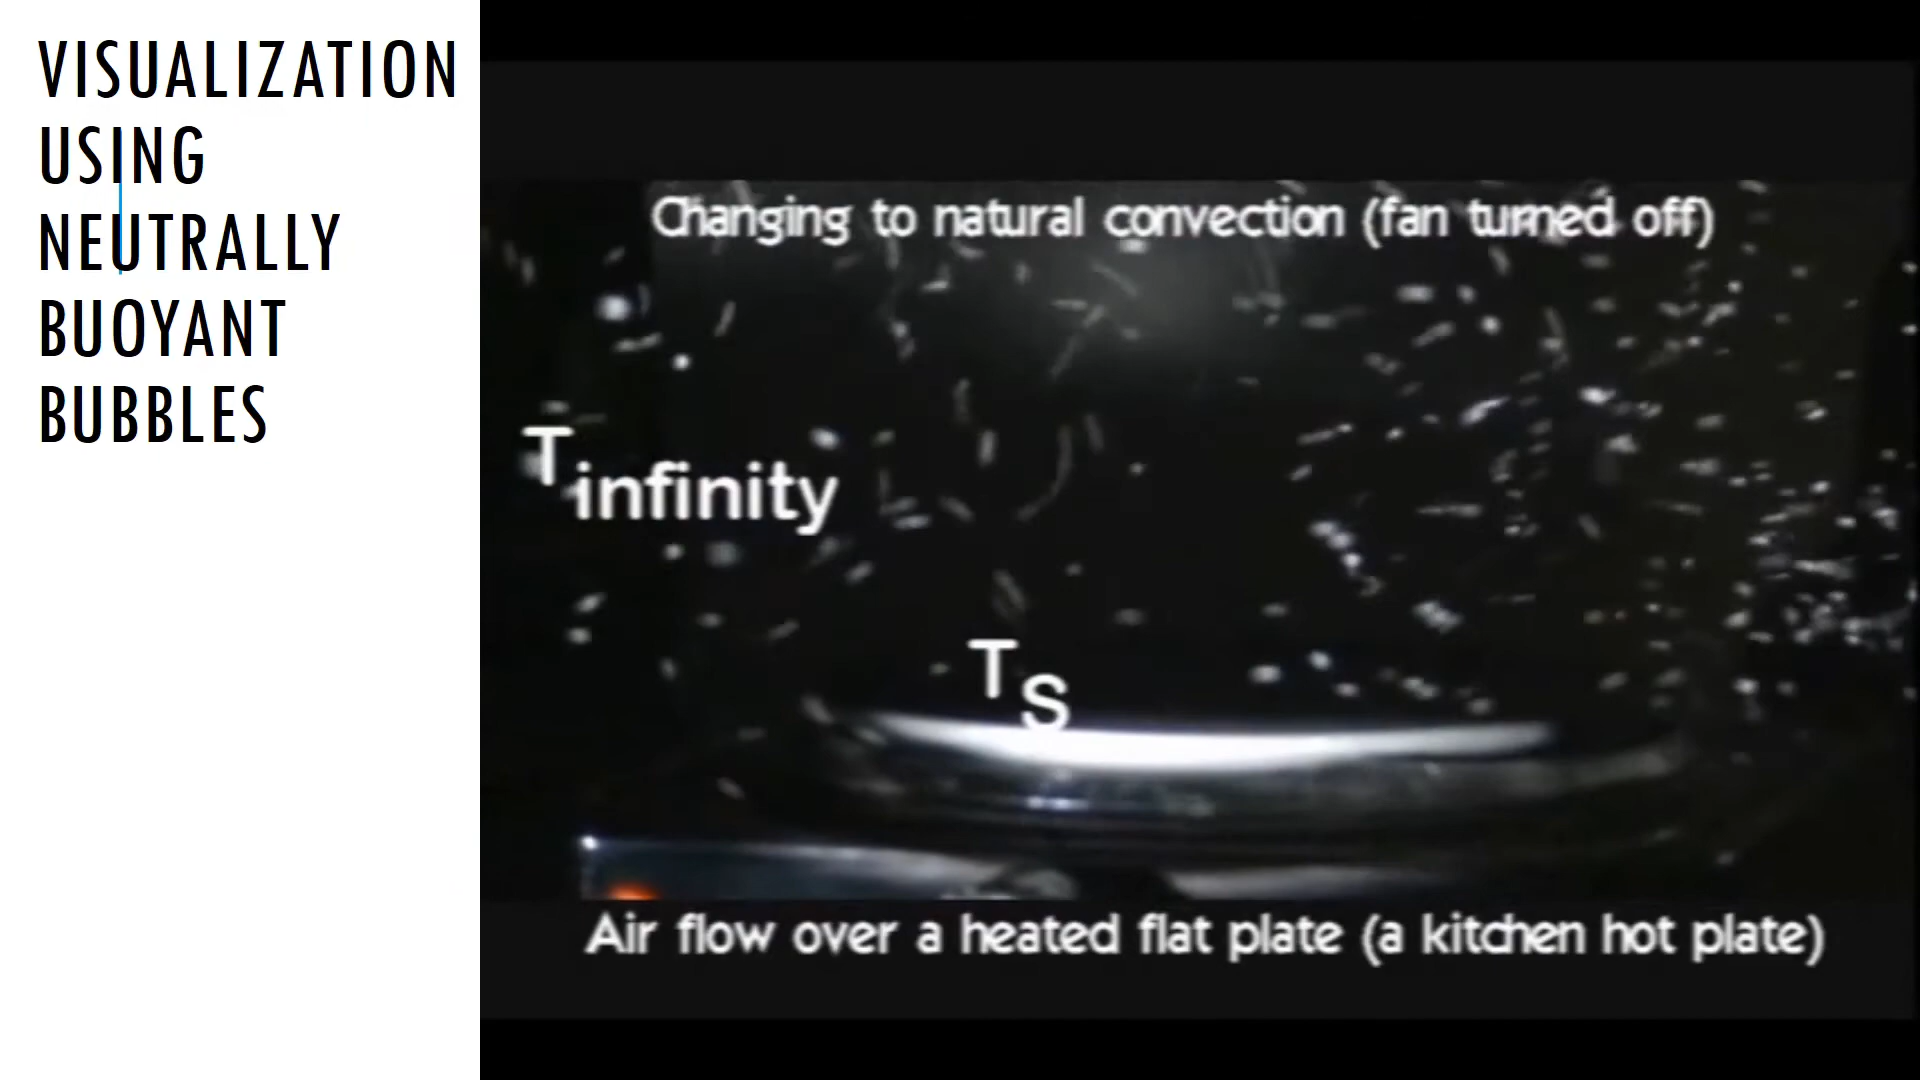 VISUALIZATION
USING
NEUTRALLY
BUOYANT
BUBBLES
Changing to natural convection (fan turned off)
T infinity
T S
Air flow over a heated flat plate (a kitchen hot plate)